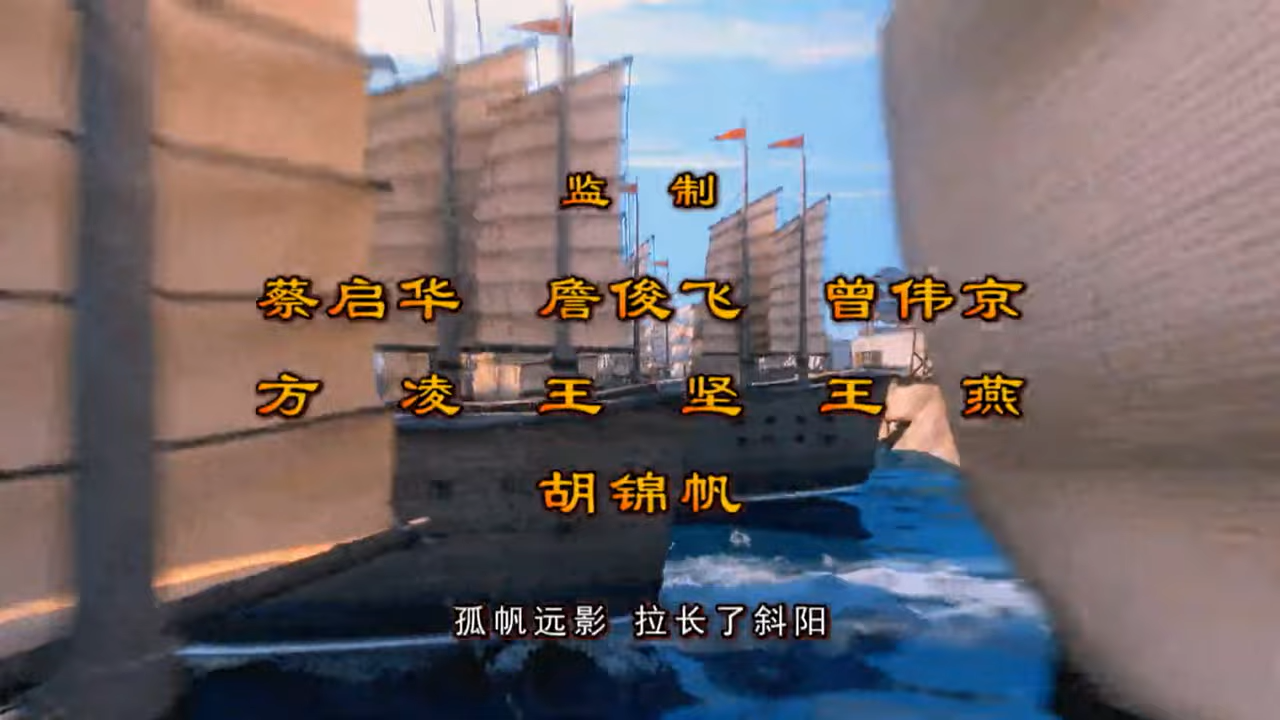 监 制
蔡启华 詹俊飞 曾伟京
方 凌 王 坚 王 燕
胡锦帆
孤帆远影 拉长了斜阳